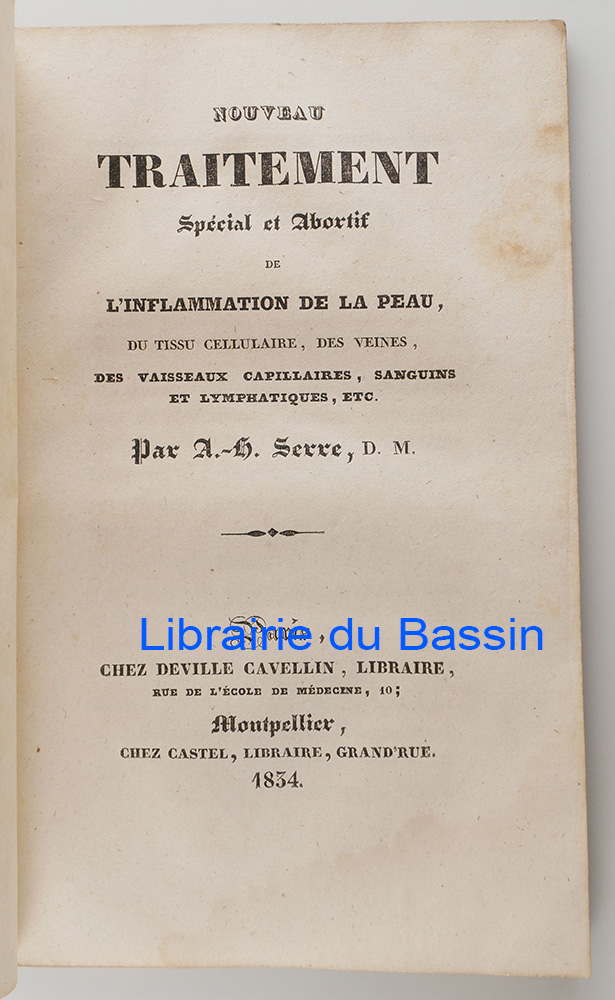 NOUVEAU
TRAITEMENT
Spécial et Abortif
DE
L'INFLAMMATION DE LA PEAU,
DU TISSU CELLULAIRE, DES VEINES,
DES VAISSEAUX CAPILLAIRES, SANGUINS
ET LYMPHATIQUES, ETC.
Par A.-H. Serre, D. M.
Paris,
Librairie du Bassin
CHEZ DEVILLE CAVELLIN, LIBRAIRE,
RUE DE L'ÉCOLE DE MÉDECINE, 10;
Montpellier,
CHEZ CASTEL, LIBRAIRE, GRAND'RUE.
1834.